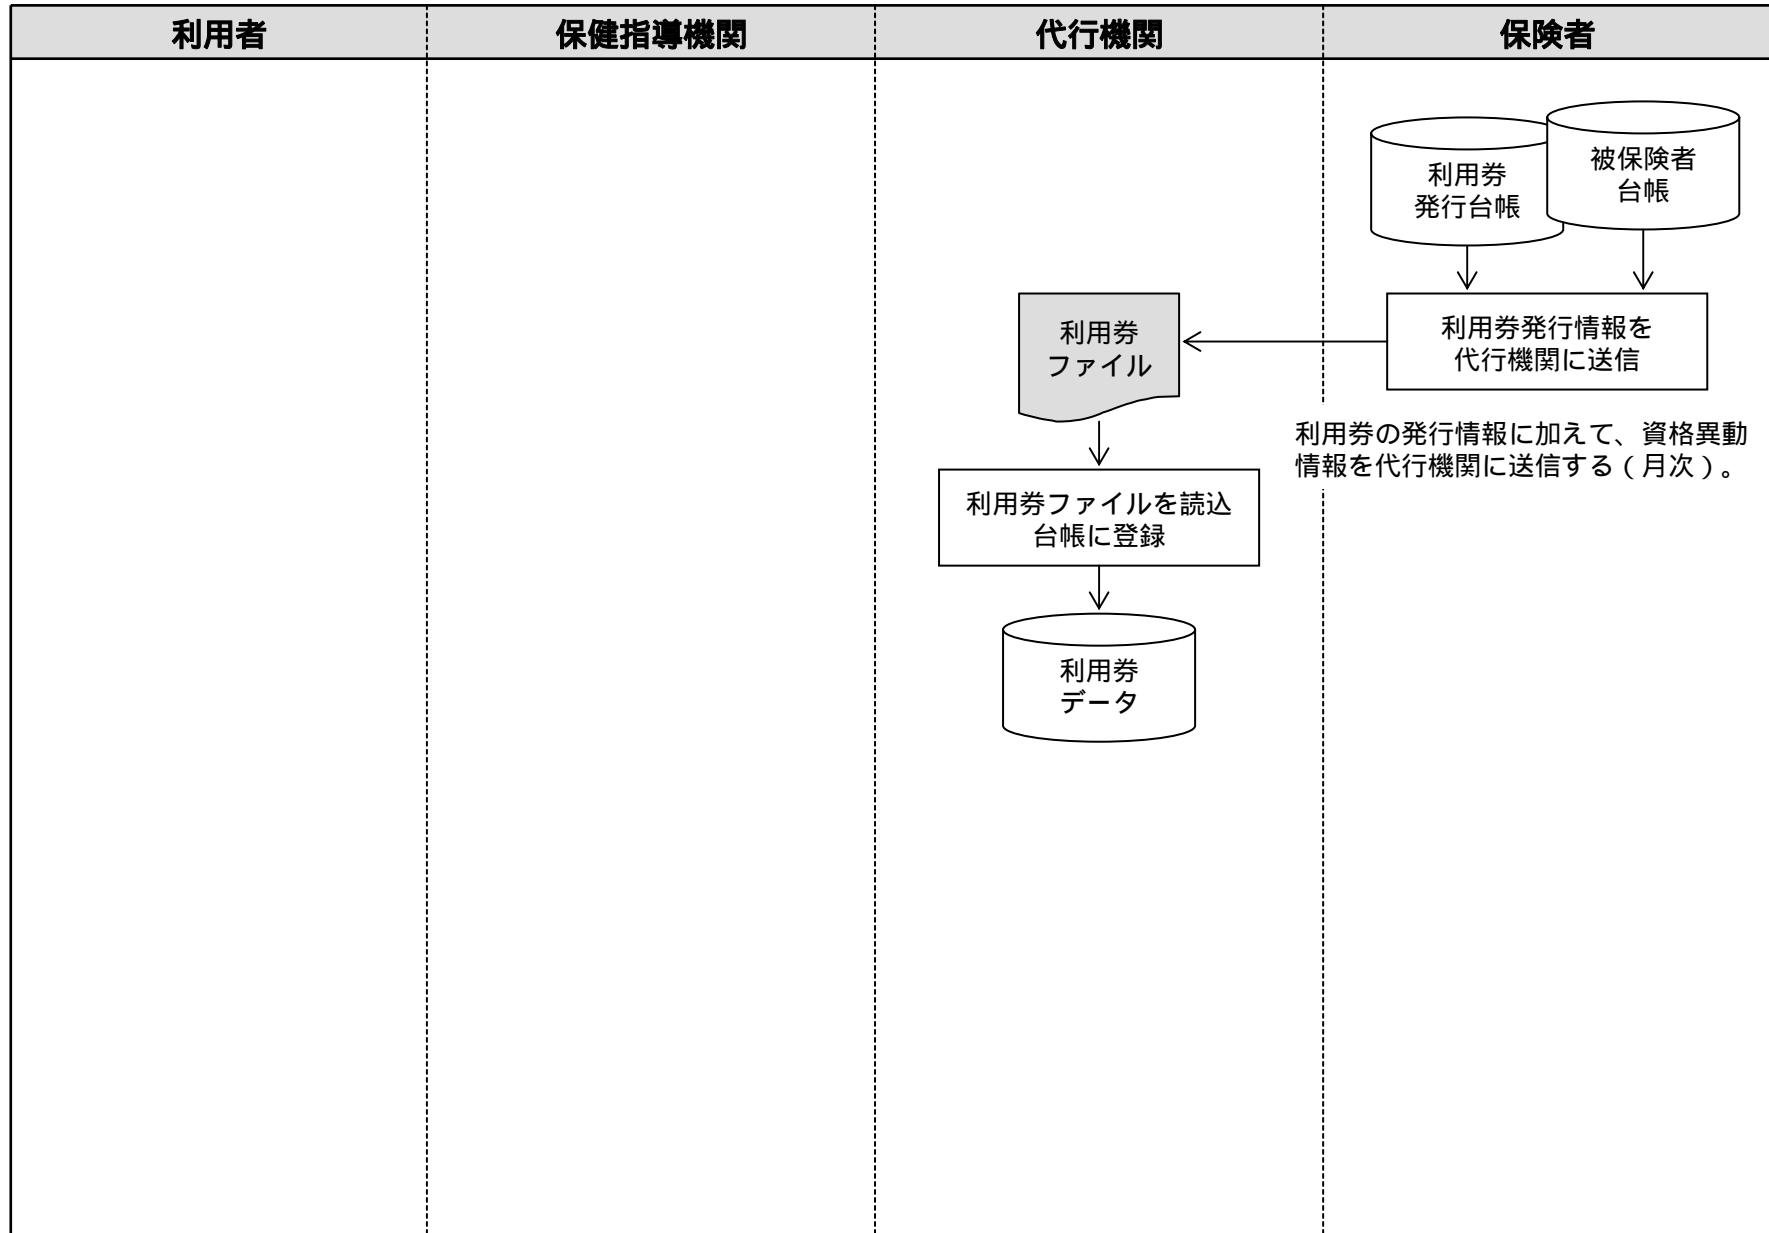 利用者
保健指導機関
代行機関
保険者
利用券
発行台帳
被保険者
台帳
利用券発行情報を
代行機関に送信
利用券
ファイル
利用券の発行情報に加えて、資格異動
情報を代行機関に送信する（月次）。
利用券ファイルを読込
台帳に登録
利用券
データ